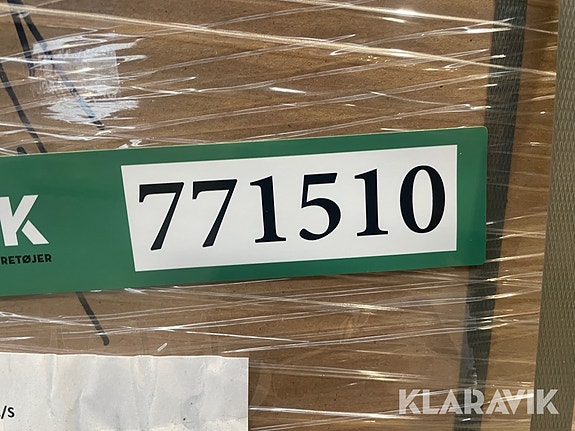 771510
K
RETØJER
/S
KLARAVIK